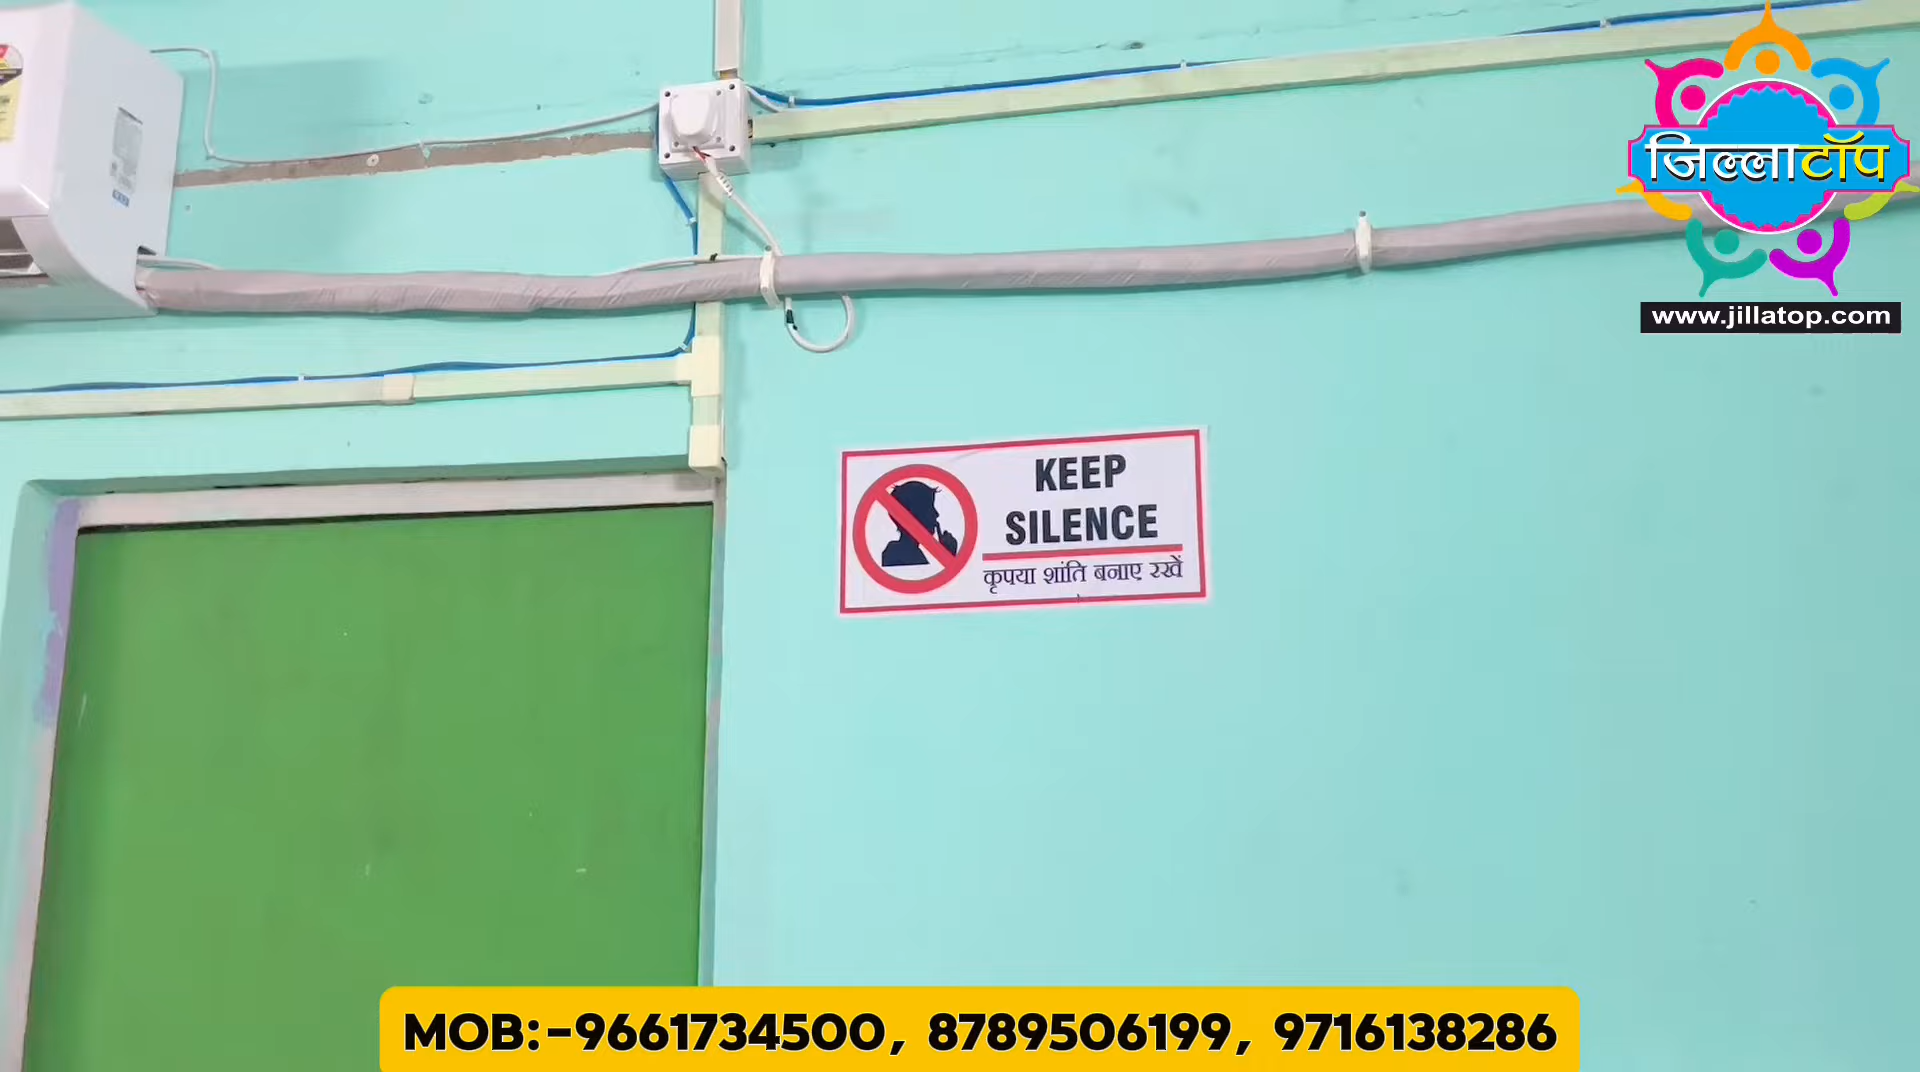 जिल्लाटॉप
www.jillatop.com
KEEP
SILENCE
कृपया शांति बनाए रखें
MOB:-9661734500, 8789506199, 9716138286